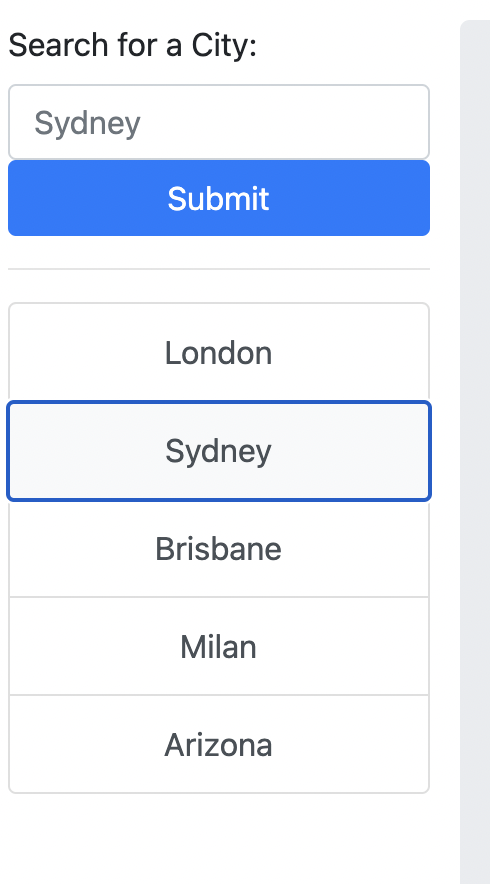 Search for a City:
Sydney
Submit
London
Sydney
Brisbane
Milan
Arizona